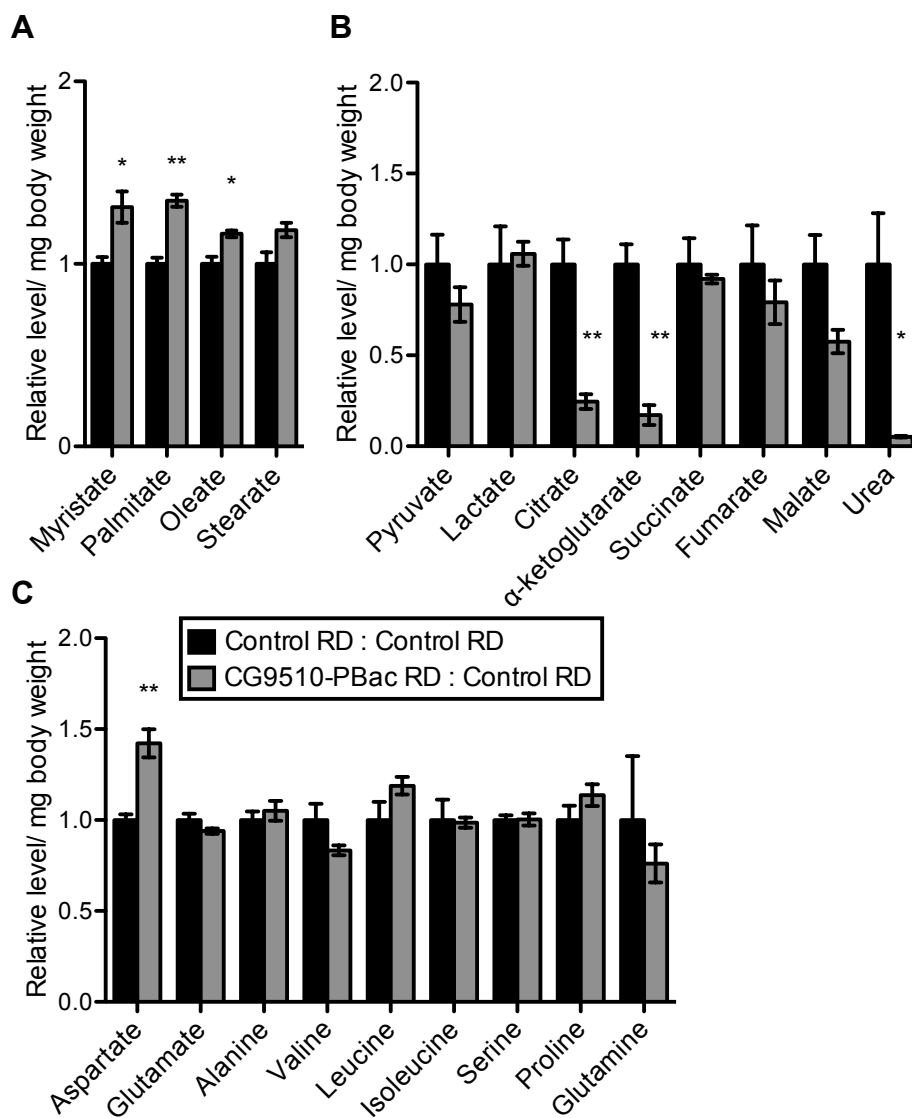 A
B
Relative level/ mg body weight
2
1
0
*
**
*
Myristate
Palmitate
Oleate
Stearate
Relative level/ mg body weight
2.0
1.5
1.0
0.5
0.0
**
**
*
Pyruvate
Lactate
Citrate
α-ketoglutarate
Succinate
Fumarate
Malate
Urea
C
Control RD : Control RD
CG9510-PBac RD : Control RD
Relative level/ mg body weight
2.0
1.5
1.0
0.5
0.0
**
Aspartate
Glutamate
Alanine
Valine
Leucine
Isoleucine
Serine
Proline
Glutamine